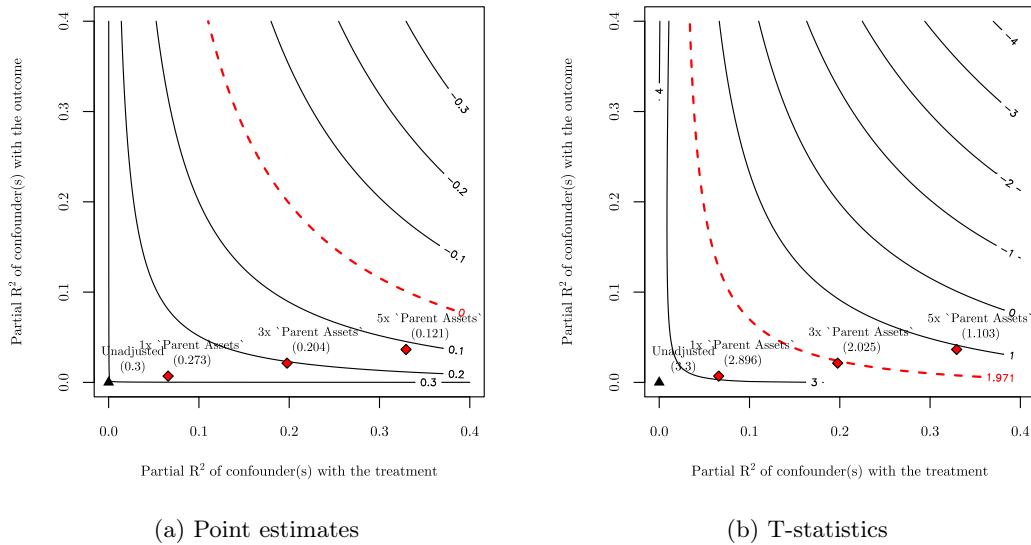 Partial R² of confounder(s) with the outcome
0.4
0.3
0.2
0.1
0.0
−0.3
−0.2
−0.1
0
0.1
0.2
0.3
Unadjusted
(0.3)
1x `Parent Assets`
(0.273)
3x `Parent Assets`
(0.204)
5x `Parent Assets`
(0.121)
0.0 0.1 0.2 0.3 0.4
Partial R² of confounder(s) with the treatment
(a) Point estimates
Partial R² of confounder(s) with the outcome
0.4
0.3
0.2
0.1
0.0
4
−4
−3
−2
−1
0
1
1.971
3
Unadjusted
(3.3)
1x `Parent Assets`
(2.896)
3x `Parent Assets`
(2.025)
5x `Parent Assets`
(1.103)
0.0 0.1 0.2 0.3 0.4
Partial R² of confounder(s) with the treatment
(b) T-statistics